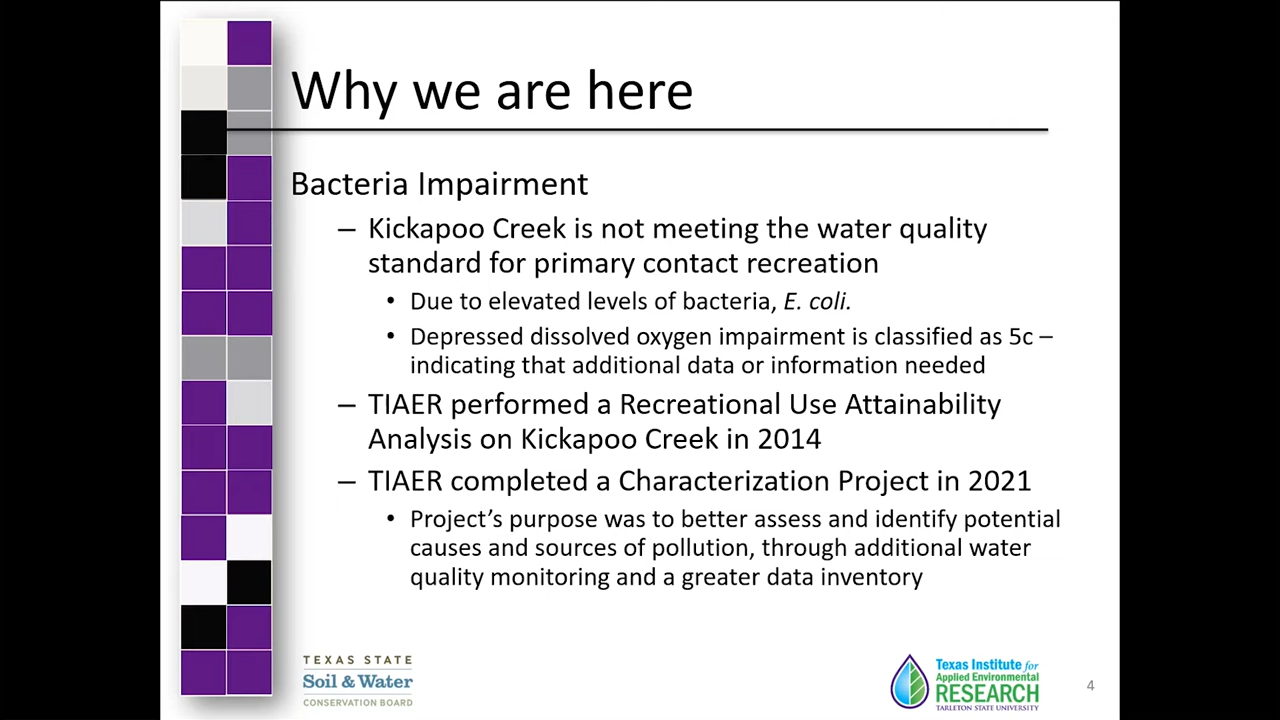 Why we are here
Bacteria Impairment
– Kickapoo Creek is not meeting the water quality
standard for primary contact recreation
• Due to elevated levels of bacteria, E. coli.
• Depressed dissolved oxygen impairment is classified as 5c –
indicating that additional data or information needed
– TIAER performed a Recreational Use Attainability
Analysis on Kickapoo Creek in 2014
– TIAER completed a Characterization Project in 2021
• Project’s purpose was to better assess and identify potential
causes and sources of pollution, through additional water
quality monitoring and a greater data inventory
TEXAS STATE
Soil & Water
CONSERVATION BOARD
Texas Institute for
Applied Environmental
RESEARCH
TARLETON STATE UNIVERSITY
4